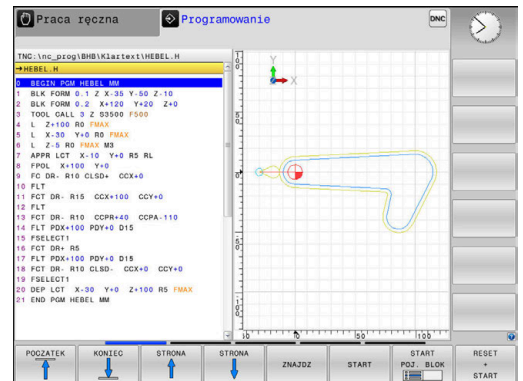 Praca ręczna
Programowanie
DNC
TNC:\nc_prog\BHB\Klartext\HEBEL.H
→HEBEL.H
0 BEGIN PGM HEBEL MM
1 BLK FORM 0.1 Z X-35 Y-50 Z-10
2 BLK FORM 0.2 X+120 Y+20 Z+0
3 TOOL CALL 3 Z S3500 F500
4 L Z+100 R0 FMAX
5 L X-30 Y+0 R0 FMAX
6 L Z-5 R0 FMAX M3
7 APPR LCT X-10 Y+0 R5 RL
8 FPOL X+100 Y+0
9 FC DR- R10 CLSD+ CCX+0
10 FLT
11 FCT DR- R15 CCX+100 CCY+0
12 FLT
13 FCT DR- R10 CCPR+40 CCPA-110
14 FLT PDX+100 PDY+0 D15
15 FSELECT1
16 FCT DR+ R5
17 FLT PDX+100 PDY+0 D15
18 FCT DR- R10 CLSD- CCX+0 CCY+0
19 FSELECT1
20 DEP LCT X-30 Y+0 Z+100 R5 FMAX
21 END PGM HEBEL MM
Y
X
50
100
POCZATEK
KONIEC
STRONA
STRONA
ZNAJDZ
START
START
POJ. BLOK
RESET
+
START